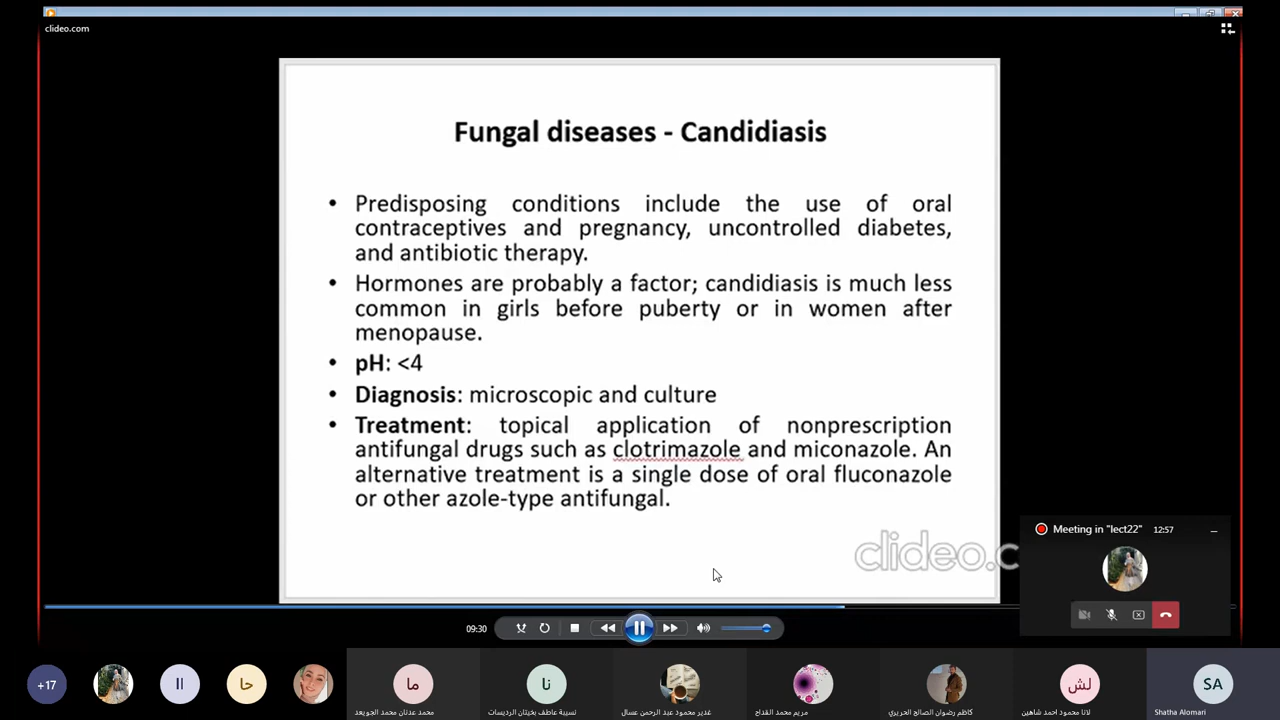 clideo.com
Fungal diseases - Candidiasis
• Predisposing conditions include the use of oral
contraceptives and pregnancy, uncontrolled diabetes,
and antibiotic therapy.
• Hormones are probably a factor; candidiasis is much less
common in girls before puberty or in women after
menopause.
• pH: <4
• Diagnosis: microscopic and culture
• Treatment: topical application of nonprescription
antifungal drugs such as clotrimazole and miconazole. An
alternative treatment is a single dose of oral fluconazole
or other azole-type antifungal.
clideo.c
Meeting in "lect22" 12:57
09:30
+17
اا
حا
ما
نا
لش
SA
محمد عدنان محمد الجويعد
نسيبة عاطف بخيتان الرديسات
غدير محمود عبد الرحمن عسال
مريم محمد القداح
كاظم رضوان الصالح الحريري
لانا محمود احمد شاهين
Shatha Alomari